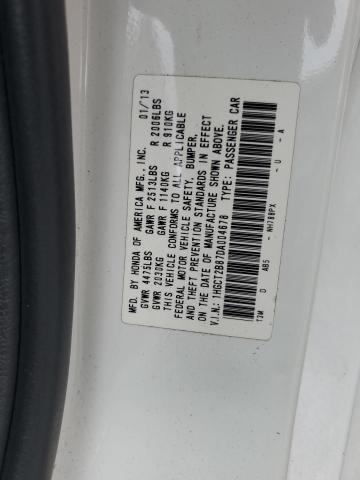 MFD. BY HONDA OF AMERICA MFG., INC. 01/'13
GVWR 4475LBS GAWR F 2513LBS R 2006LBS
GVWR 2030KG GAWR F 1140KG R 910KG
THIS VEHICLE CONFORMS TO ALL APPLICABLE
FEDERAL MOTOR VEHICLE SAFETY, BUMPER,
AND THEFT PREVENTION STANDARDS IN EFFECT
ON THE DATE OF MANUFACTURE SHOWN ABOVE.
V.I.N.: 1HGCT2B87DA004678 TYPE: PASSENGER CAR
T3M D AB5 - NH788PX - U - A